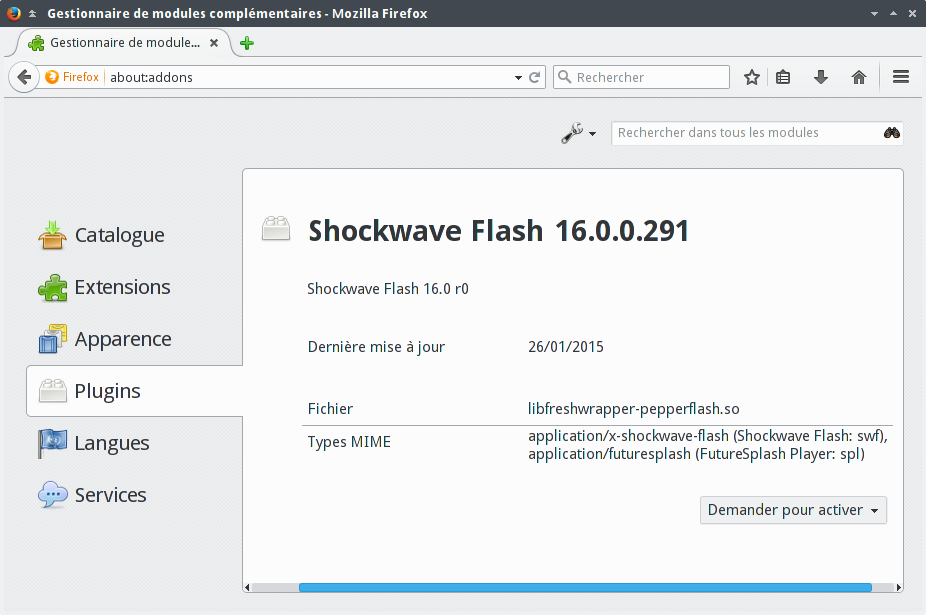 Gestionnaire de modules complémentaires - Mozilla Firefox
Gestionnaire de module...
Firefox
about:addons
Rechercher
Rechercher dans tous les modules
Catalogue
Extensions
Apparence
Plugins
Langues
Services
Shockwave Flash 16.0.0.291
Shockwave Flash 16.0 r0
Dernière mise à jour 26/01/2015
Fichier libfreshwrapper-pepperflash.so
Types MIME application/x-shockwave-flash (Shockwave Flash: swf),
application/futuresplash (FutureSplash Player: spl)
Demander pour activer